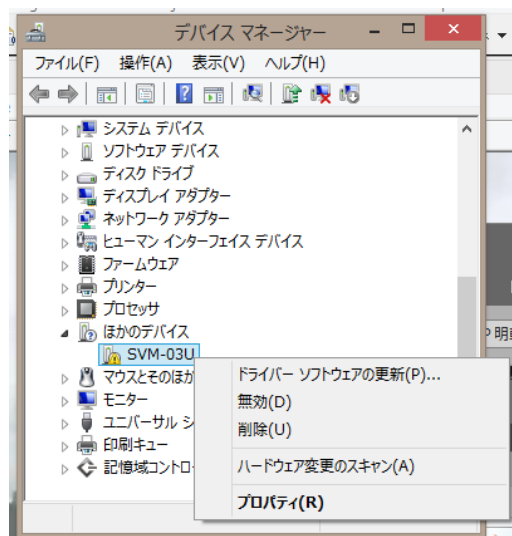 デバイス マネージャー
ファイル(F) 操作(A) 表示(V) ヘルプ(H)
システム デバイス
ソフトウェア デバイス
ディスク ドライブ
ディスプレイ アダプター
ネットワーク アダプター
ヒューマン インターフェイス デバイス
ファームウェア
プリンター
プロセッサ
ほかのデバイス
SVM-03U
マウスとそのほか
モニター
ユニバーサル シ
印刷キュー
記憶域コントロー
ドライバー ソフトウェアの更新(P)...
無効(D)
削除(U)
ハードウェア変更のスキャン(A)
プロパティ(R)